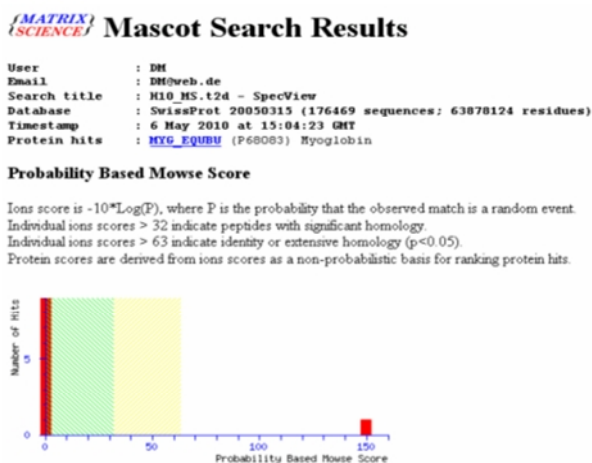 {MATRIX
{SCIENCE} Mascot Search Results
User : DM
Email : DM@web.de
Search title : H10_MS.t2d - SpecView
Database : SwissProt 20050315 (176469 sequences; 63878124 residues)
Timestamp : 6 May 2010 at 15:04:23 GMT
Protein hits : MYG_EQUBU (P68083) Myoglobin
Probability Based Mowse Score
Ions score is -10*Log(P), where P is the probability that the observed match is a random event.
Individual ions scores > 32 indicate peptides with significant homology.
Individual ions scores > 63 indicate identity or extensive homology (p<0.05).
Protein scores are derived from ions scores as a non-probabilistic basis for ranking protein hits.
Number of Hits
5
0
0 50 100 150
Probability Based Mowse Score